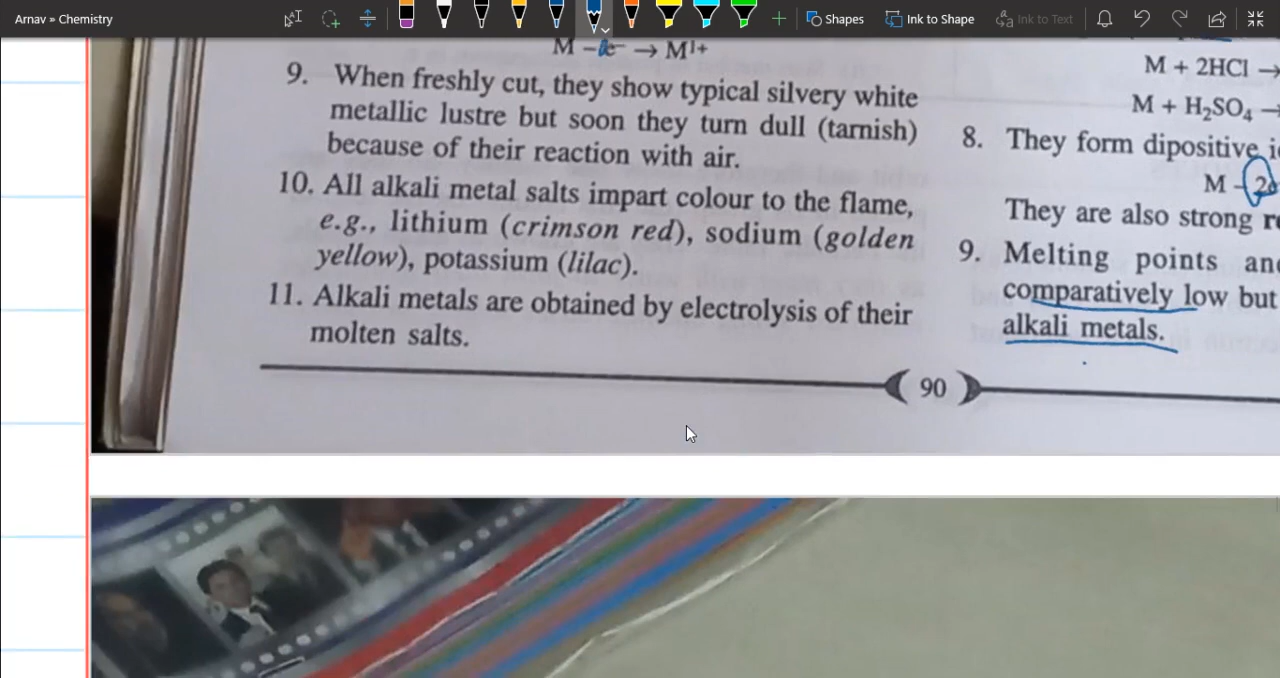 Arnav » Chemistry
Shapes
Ink to Shape
Ink to Text
M – e⁻ → M¹⁺
9. When freshly cut, they show typical silvery white
metallic lustre but soon they turn dull (tarnish)
because of their reaction with air.
10. All alkali metal salts impart colour to the flame,
e.g., lithium (crimson red), sodium (golden
yellow), potassium (lilac).
11. Alkali metals are obtained by electrolysis of their
molten salts.
M + 2HCl →
M + H₂SO₄ –
8. They form dipositive
M – 2e
They are also strong
9. Melting points an
comparatively low but
alkali metals.
90